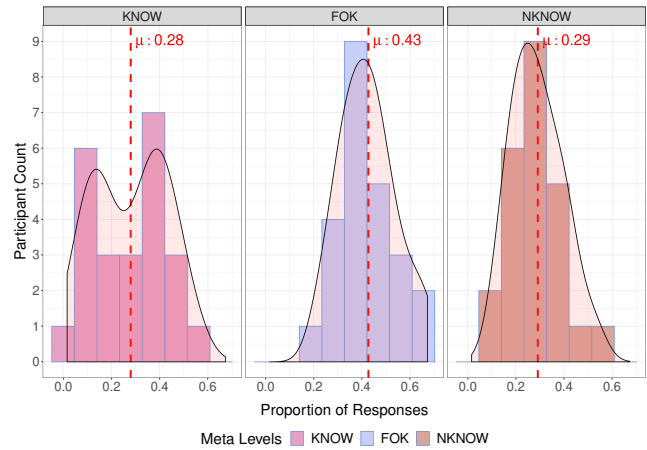 KNOW FOK NKNOW
μ : 0.28 μ : 0.43 μ : 0.29
9
8
7
6
5
4
3
2
1
0
Participant Count
0.0 0.2 0.4 0.6 0.0 0.2 0.4 0.6 0.0 0.2 0.4 0.6
Proportion of Responses
Meta Levels KNOW FOK NKNOW